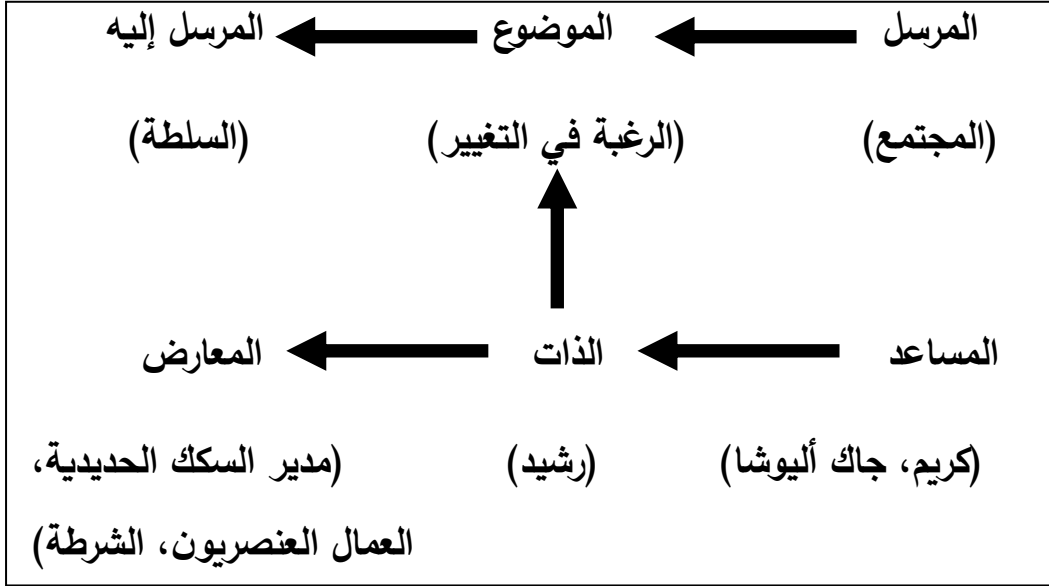 المرسل الموضوع المرسل إليه
(المجتمع) (الرغبة في التغيير) (السلطة)
المساعد الذات المعارض
(كريم، جاك أليوشا) (رشيد) (مدير السكك الحديدية،
العمال العنصريون، الشرطة)